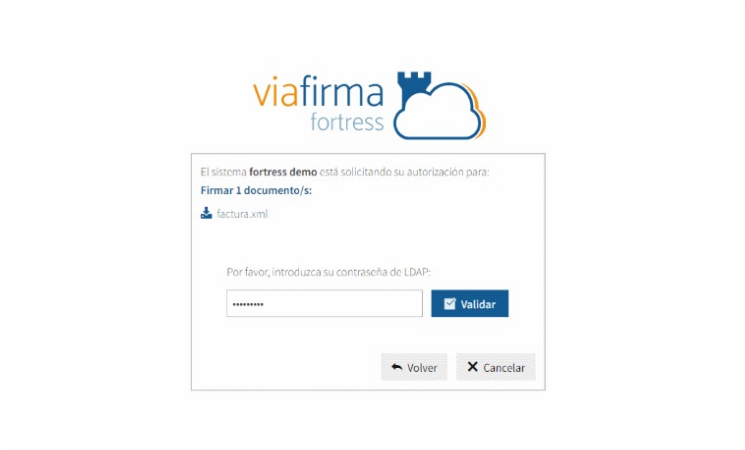 viafirma
fortress
El sistema fortress demo está solicitando su autorización para:
Firmar 1 documento/s:
factura.xml
Por favor, introduzca su contraseña de LDAP:
•••••••••
Validar
Volver
Cancelar